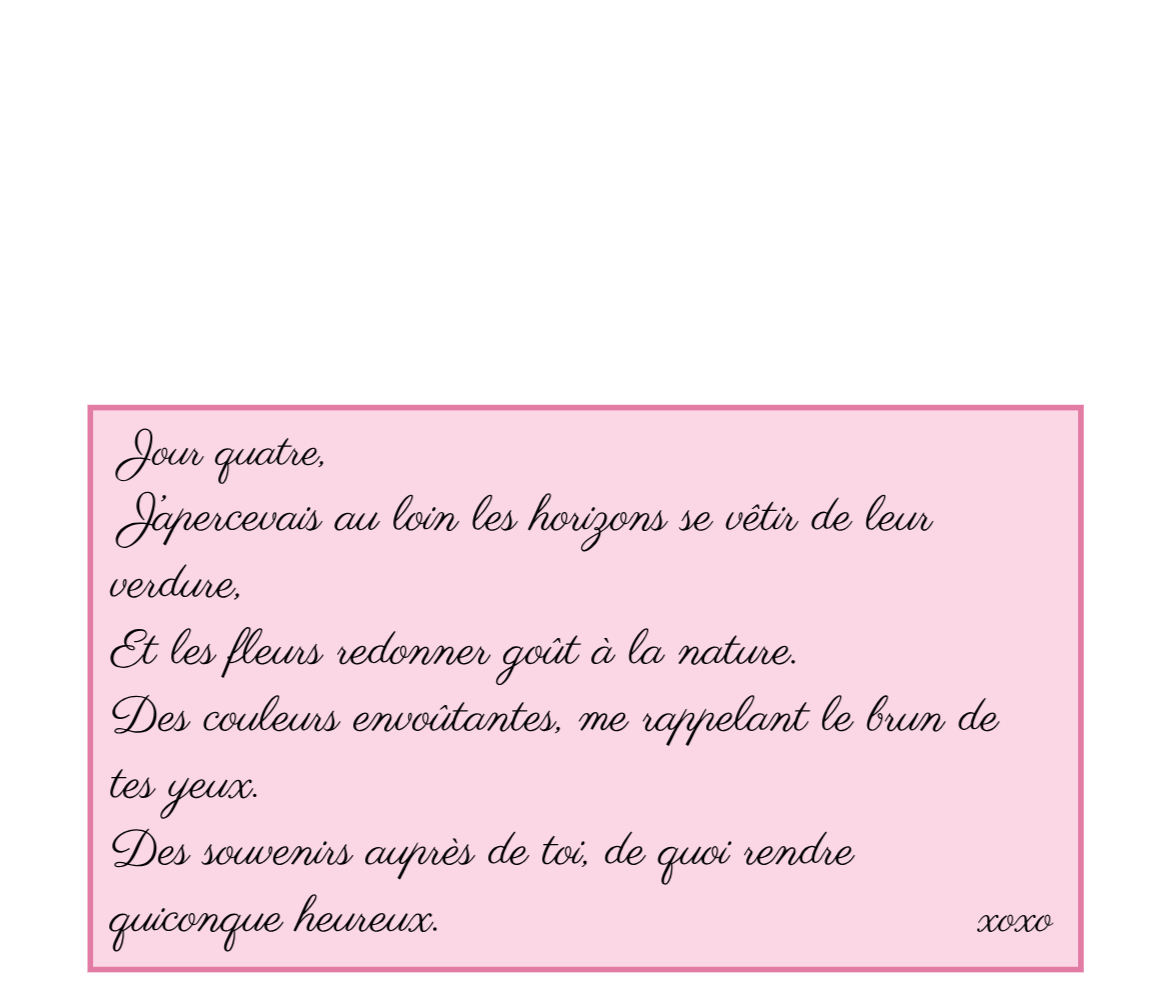 Jour quatre,
J'apercevais au loin les horizons se vêtir de leur
verdure,
Et les fleurs redonner goût à la nature.
Des couleurs envoûtantes, me rappelant le brun de
tes yeux.
Des souvenirs auprès de toi, de quoi rendre
quiconque heureux.
xoxo